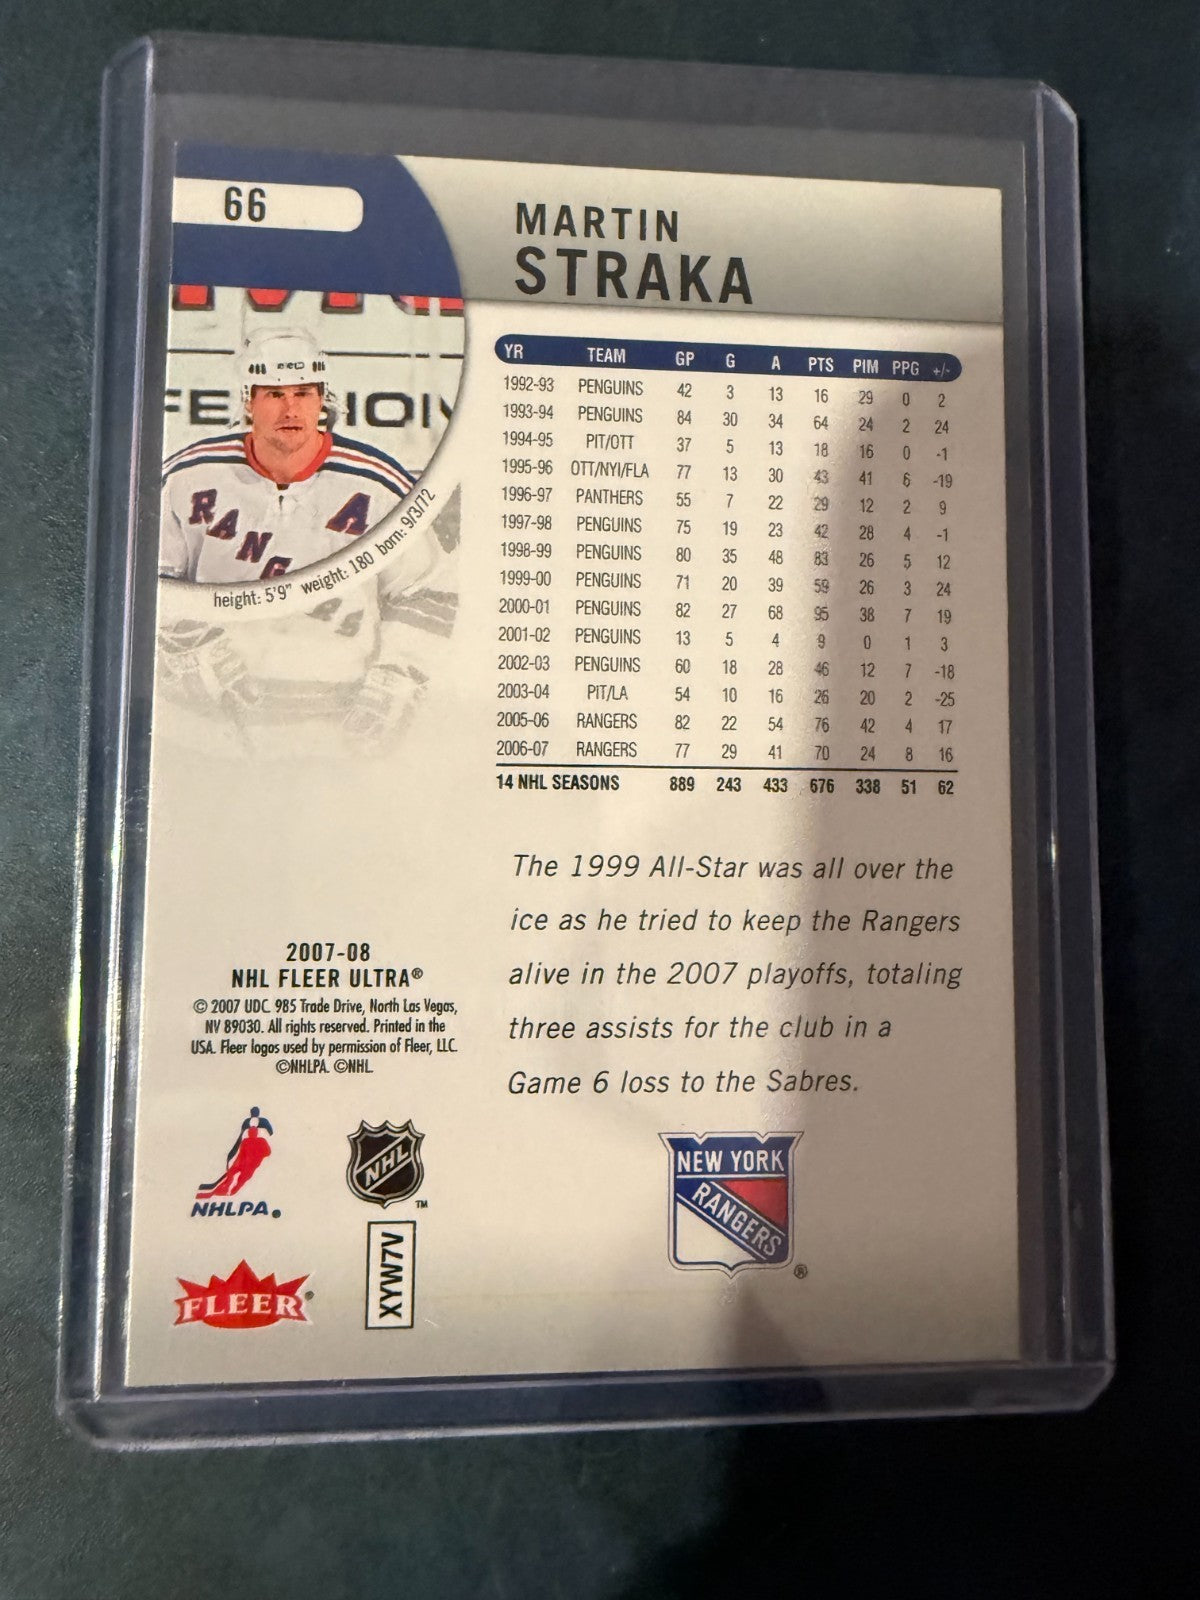 66
MARTIN
STRAKA
YR TEAM GP G A PTS PIM PPG +/-
1992-93 PENGUINS 42 3 13 16 29 0 2
1993-94 PENGUINS 84 30 34 64 24 2 24
1994-95 PIT/OTT 37 5 13 18 16 0 -1
1995-96 OTT/NYI/FLA 77 13 30 43 41 6 -19
1996-97 PANTHERS 55 7 22 29 12 2 9
1997-98 PENGUINS 75 19 23 42 28 4 -1
1998-99 PENGUINS 80 35 48 83 26 5 12
1999-00 PENGUINS 71 20 39 59 26 3 24
2000-01 PENGUINS 82 27 68 95 38 7 19
2001-02 PENGUINS 13 5 4 9 0 1 3
2002-03 PENGUINS 60 18 28 46 12 7 -18
2003-04 PIT/LA 54 10 16 26 20 2 -25
2005-06 RANGERS 82 22 54 76 42 4 17
2006-07 RANGERS 77 29 41 70 24 8 16
14 NHL SEASONS 889 243 433 676 338 51 62
RANG
A
height: 5'9" weight: 180 born: 9/3/72
The 1999 All-Star was all over the
ice as he tried to keep the Rangers
alive in the 2007 playoffs, totaling
three assists for the club in a
Game 6 loss to the Sabres.
2007-08
NHL FLEER ULTRA®
© 2007 UDC. 985 Trade Drive, North Las Vegas,
NV 89030. All rights reserved. Printed in the
USA. Fleer logos used by permission of Fleer, LLC.
©NHLPA. ©NHL.
NHLPA®
NHL
TM
FLEER®
XYW7V
NEW YORK
RANGERS
®